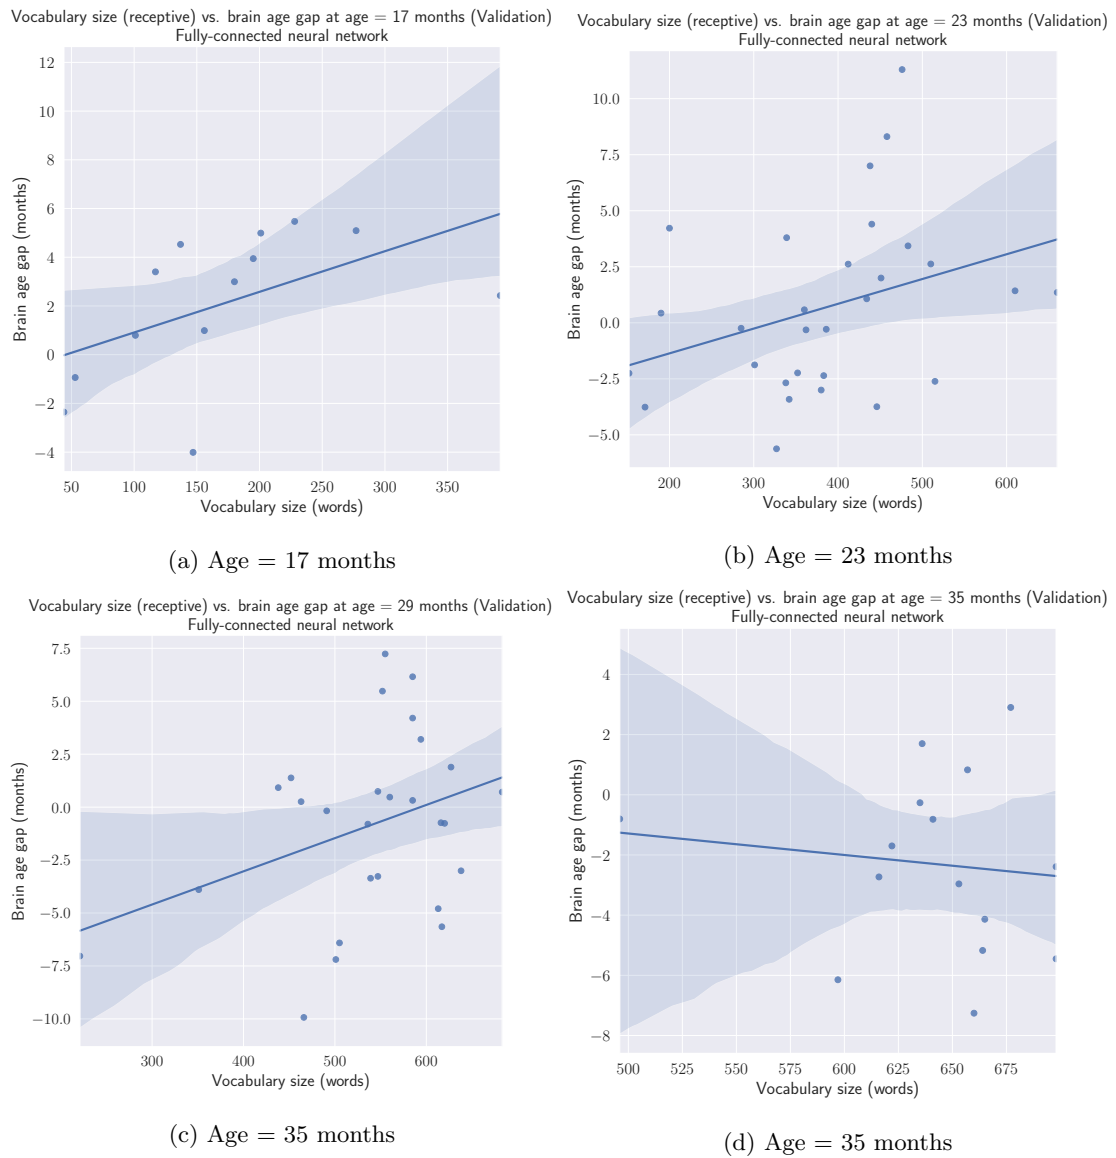 Vocabulary size (receptive) vs. brain age gap at age = 17 months (Validation)
Fully-connected neural network
12
10
8
6
4
2
0
−2
−4
Brain age gap (months)
50 100 150 200 250 300 350
Vocabulary size (words)
(a) Age = 17 months
Vocabulary size (receptive) vs. brain age gap at age = 23 months (Validation)
Fully-connected neural network
10.0
7.5
5.0
2.5
0.0
−2.5
−5.0
Brain age gap (months)
200 300 400 500 600
Vocabulary size (words)
(b) Age = 23 months
Vocabulary size (receptive) vs. brain age gap at age = 29 months (Validation)
Fully-connected neural network
7.5
5.0
2.5
0.0
−2.5
−5.0
−7.5
−10.0
Brain age gap (months)
300 400 500 600
Vocabulary size (words)
(c) Age = 35 months
Vocabulary size (receptive) vs. brain age gap at age = 35 months (Validation)
Fully-connected neural network
4
2
0
−2
−4
−6
−8
Brain age gap (months)
500 525 550 575 600 625 650 675
Vocabulary size (words)
(d) Age = 35 months